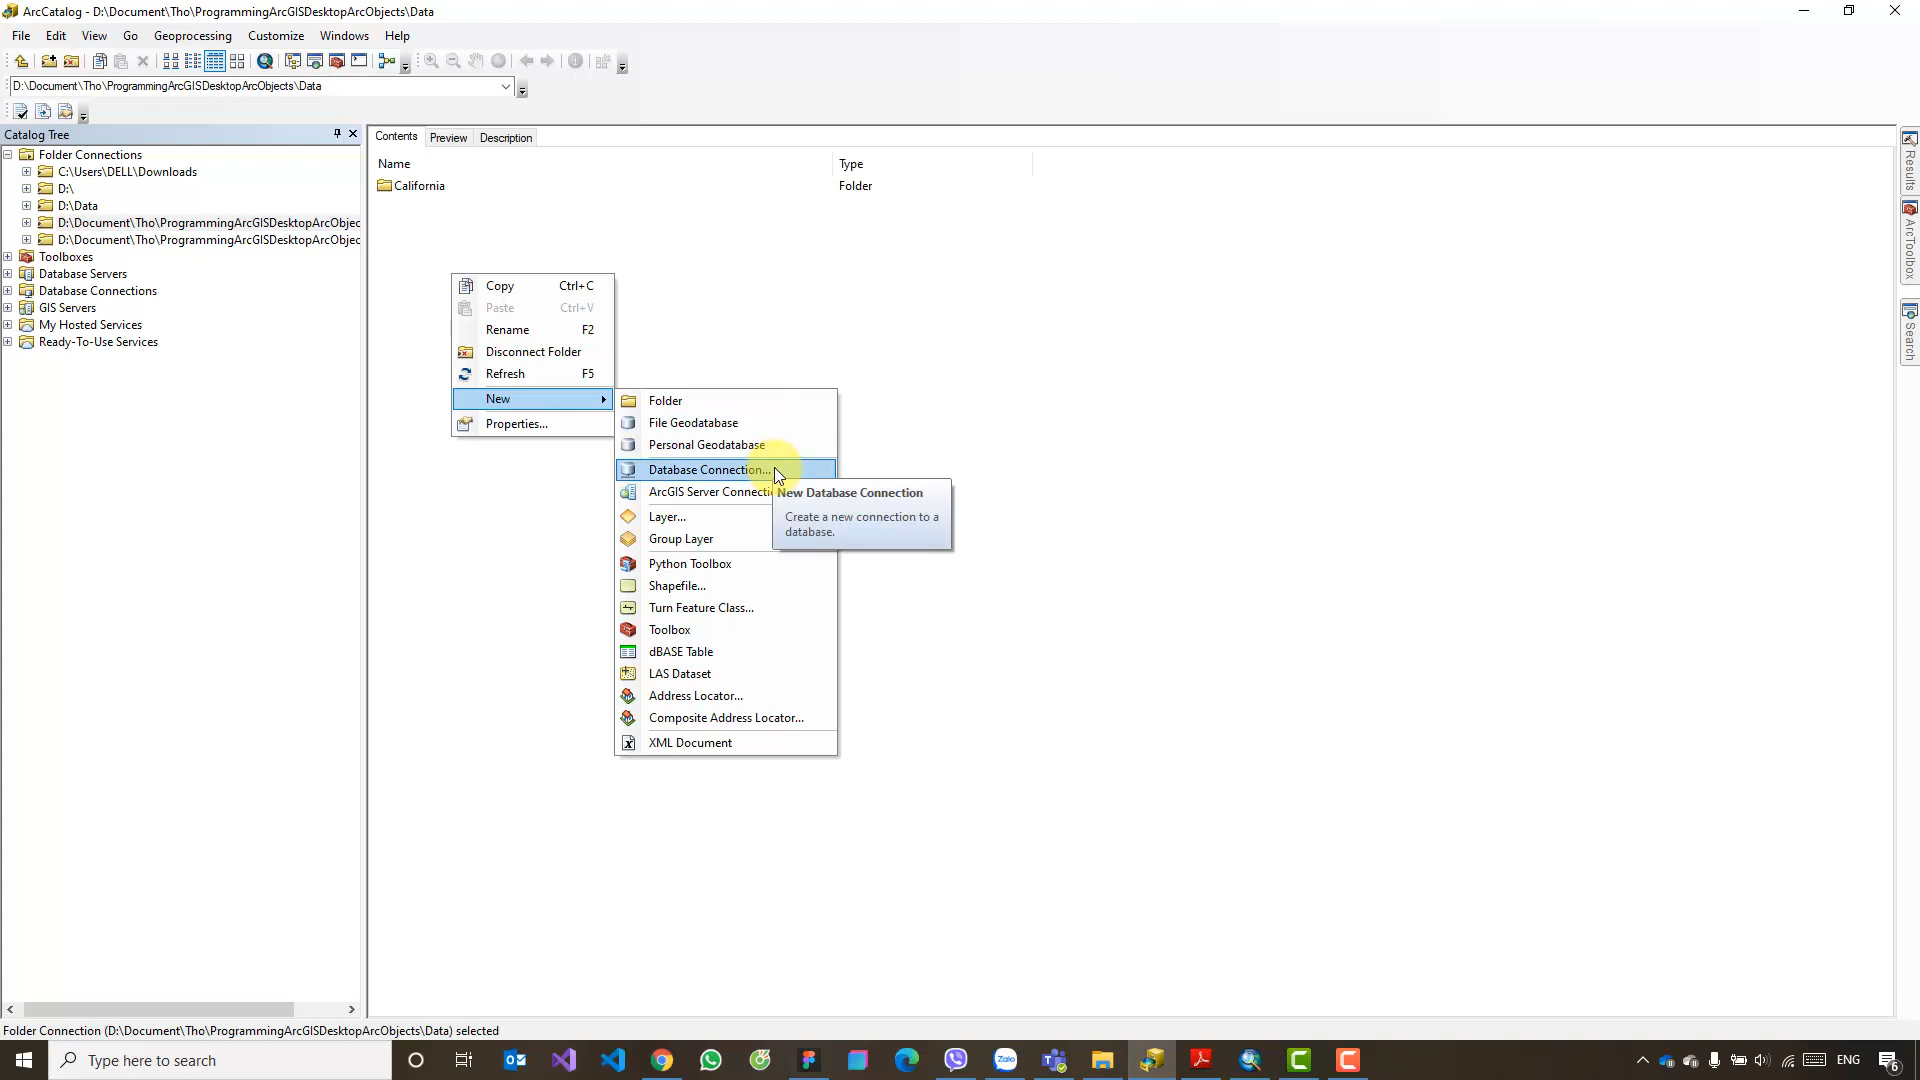 ArcCatalog - D:\Document\Tho\ProgrammingArcGISDesktopArcObjects\Data
File Edit View Go Geoprocessing Customize Windows Help
D:\Document\Tho\ProgrammingArcGISDesktopArcObjects\Data
Catalog Tree
Folder Connections
C:\Users\DELL\Downloads
D:\
D:\Data
D:\Document\Tho\ProgrammingArcGISDesktopArcObjec
D:\Document\Tho\ProgrammingArcGISDesktopArcObjec
Toolboxes
Database Servers
Database Connections
GIS Servers
My Hosted Services
Ready-To-Use Services
Contents Preview Description
Name Type
California Folder
Copy Ctrl+C
Paste Ctrl+V
Rename F2
Disconnect Folder
Refresh F5
New
Properties...
Folder
File Geodatabase
Personal Geodatabase
Database Connection...
ArcGIS Server Connecti
Layer...
Group Layer
Python Toolbox
Shapefile...
Turn Feature Class...
Toolbox
dBASE Table
LAS Dataset
Address Locator...
Composite Address Locator...
XML Document
New Database Connection
Create a new connection to a
database.
Results
ArcToolbox
Search
Folder Connection (D:\Document\Tho\ProgrammingArcGISDesktopArcObjects\Data) selected
Type here to search
Zalo
ENG
6